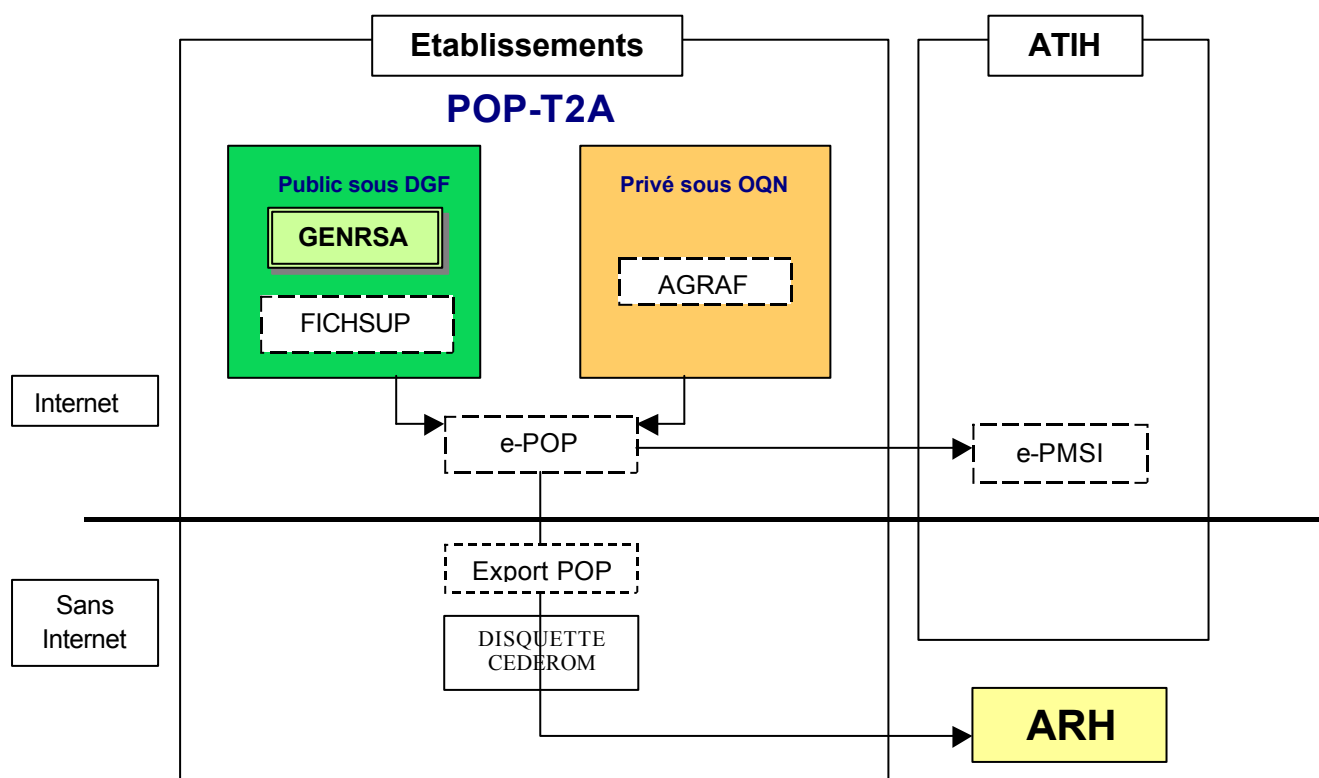 Etablissements
ATIH
POP-T2A
Public sous DGF
Privé sous OQN
GENRSA
AGRAF
FICHSUP
Internet
e-POP
e-PMSI
Export POP
Sans
Internet
DISQUETTE
CEDEROM
ARH